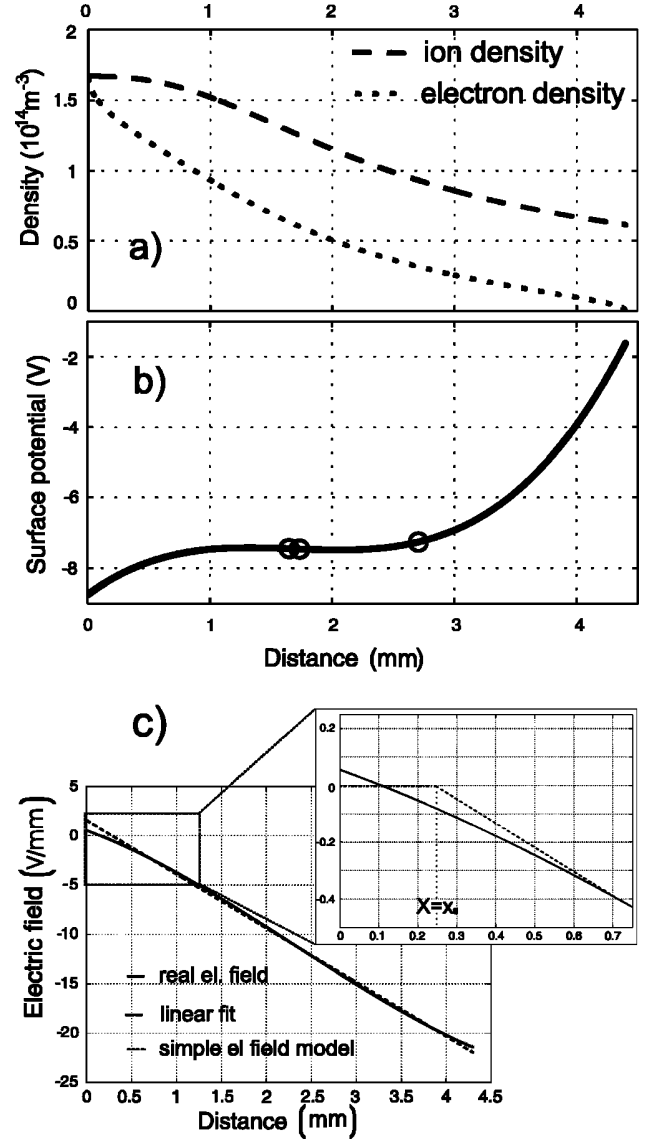 0 1 2 3 4
2
1.5
1
0.5
0
Density (10¹⁴m⁻³)
ion density
electron density
a)
-2
-4
-6
-8
Surface potential (V)
b)
0 1 2 3 4
Distance (mm)
c)
5
0
-5
-10
-15
-20
-25
Electric field (V/mm)
real el. field
linear fit
simple el field model
0 0.5 1 1.5 2 2.5 3 3.5 4 4.5
Distance (mm)
0.2
0
-0.2
-0.4
X=xₑ
0 0.1 0.2 0.3 0.4 0.5 0.6 0.7